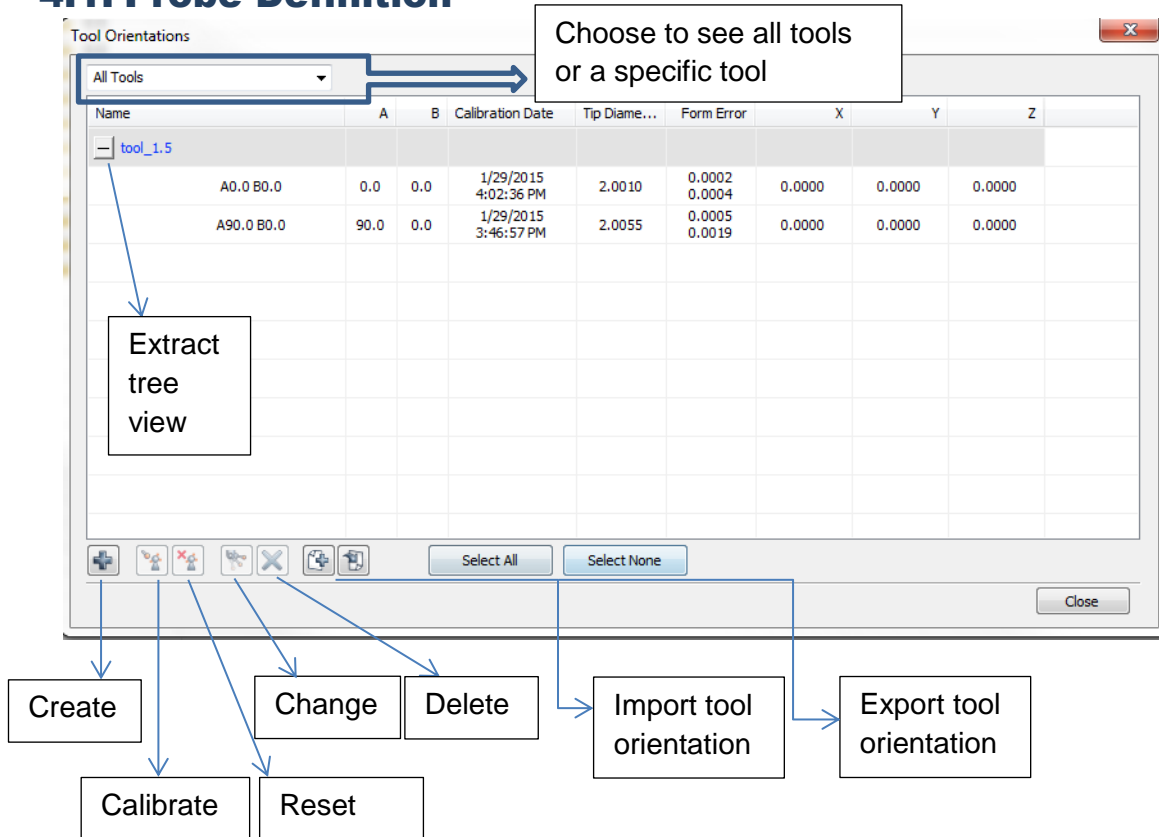 4.1. Probe Definition
Tool Orientations
Choose to see all tools
or a specific tool
All Tools
Name A B Calibration Date Tip Diame... Form Error X Y Z
tool_1.5
A0.0 B0.0 0.0 0.0 1/29/2015 4:02:36 PM 2.0010 0.0002 0.0004 0.0000 0.0000 0.0000
A90.0 B0.0 90.0 0.0 1/29/2015 3:46:57 PM 2.0055 0.0005 0.0019 0.0000 0.0000 0.0000
Extract
tree
view
Select All Select None
Close
Create
Change
Delete
Import tool
orientation
Export tool
orientation
Calibrate
Reset